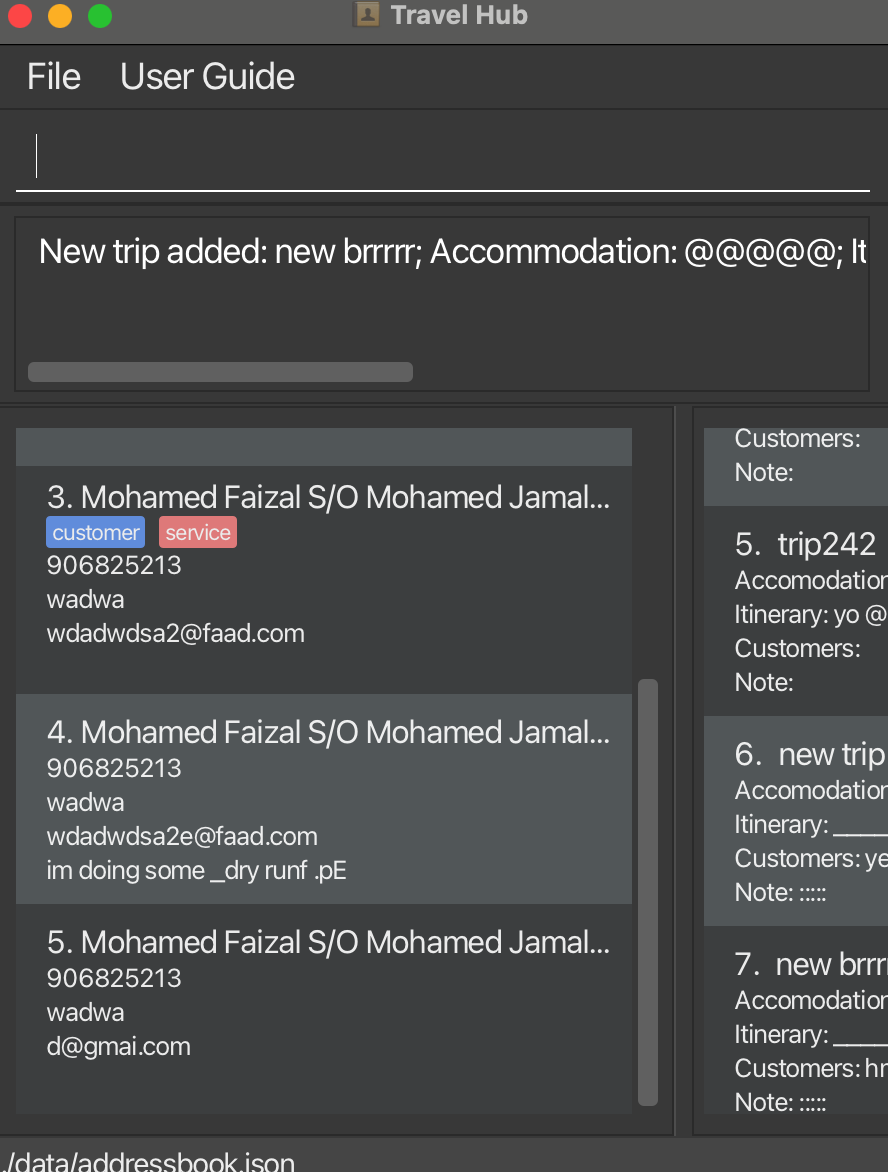 Travel Hub
File User Guide
New trip added: new brrrrr; Accommodation: @@@@@; It
3. Mohamed Faizal S/O Mohamed Jamal...
customer service
906825213
wadwa
wdadwdsa2@faad.com
4. Mohamed Faizal S/O Mohamed Jamal...
906825213
wadwa
wdadwdsa2e@faad.com
im doing some _dry runf .pE
5. Mohamed Faizal S/O Mohamed Jamal...
906825213
wadwa
d@gmai.com
Customers:
Note:
5. trip242
Accomodation
Itinerary: yo @
Customers:
Note:
6. new trip
Accomodation
Itinerary: ____
Customers: ye
Note: :::::
7. new brrr
Accomodation
Itinerary: ____
Customers: hr
Note: :::::
./data/addressbook.json